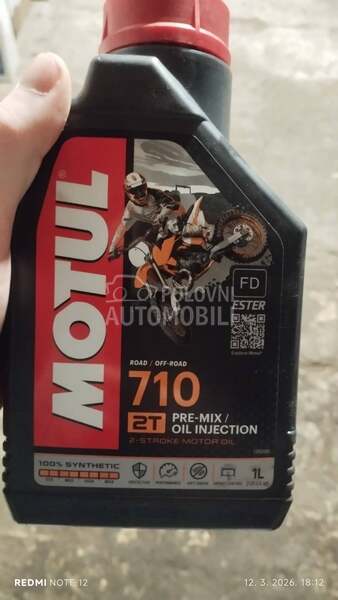 MOTUL
FD
ESTER
POLOVNI
AUTOMOBILI
ROAD / OFF-ROAD
710
2T
PRE-MIX /
OIL INJECTION
2-STROKE MOTOR OIL
100% SYNTHETIC
1L
REDMI NOTE 12
12. 3. 2026. 18:12